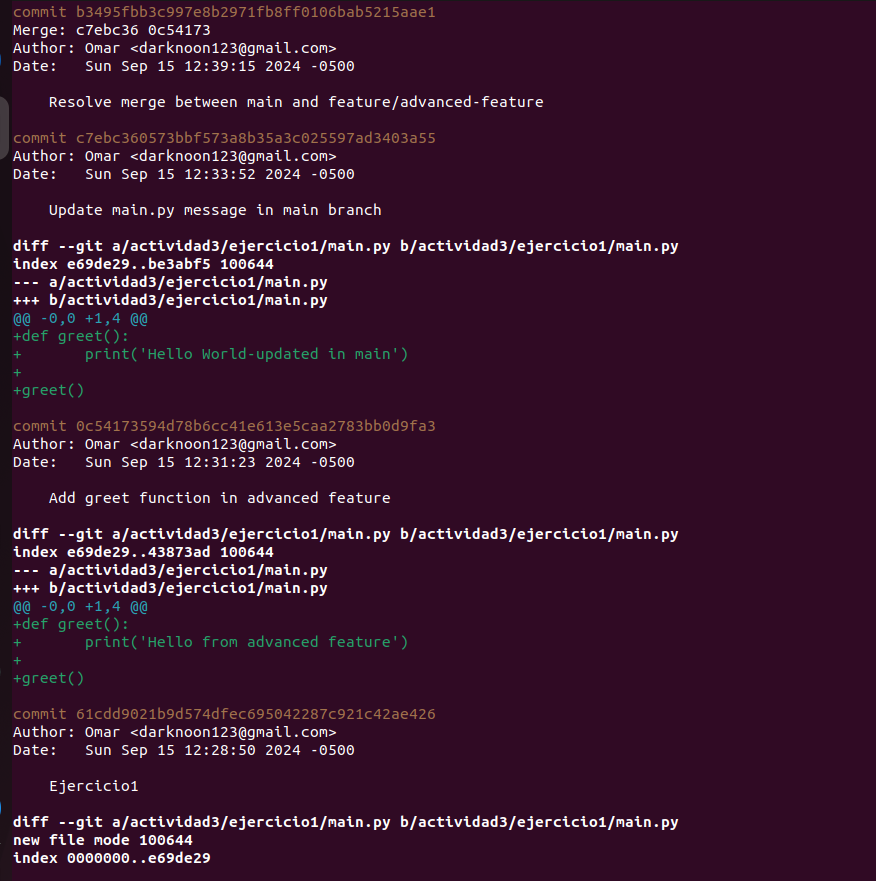 commit b3495fbb3c997e8b2971fb8ff0106bab5215aae1
Merge: c7ebc36 0c54173
Author: Omar <darknoon123@gmail.com>
Date:   Sun Sep 15 12:39:15 2024 -0500

    Resolve merge between main and feature/advanced-feature

commit c7ebc360573bbf573a8b35a3c025597ad3403a55
Author: Omar <darknoon123@gmail.com>
Date:   Sun Sep 15 12:33:52 2024 -0500

    Update main.py message in main branch

diff --git a/actividad3/ejercicio1/main.py b/actividad3/ejercicio1/main.py
index e69de29..be3abf5 100644
--- a/actividad3/ejercicio1/main.py
+++ b/actividad3/ejercicio1/main.py
@@ -0,0 +1,4 @@
+def greet():
+       print('Hello World-updated in main')
+
+greet()

commit 0c54173594d78b6cc41e613e5caa2783bb0d9fa3
Author: Omar <darknoon123@gmail.com>
Date:   Sun Sep 15 12:31:23 2024 -0500

    Add greet function in advanced feature

diff --git a/actividad3/ejercicio1/main.py b/actividad3/ejercicio1/main.py
index e69de29..43873ad 100644
--- a/actividad3/ejercicio1/main.py
+++ b/actividad3/ejercicio1/main.py
@@ -0,0 +1,4 @@
+def greet():
+       print('Hello from advanced feature')
+
+greet()

commit 61cdd9021b9d574dfec695042287c921c42ae426
Author: Omar <darknoon123@gmail.com>
Date:   Sun Sep 15 12:28:50 2024 -0500

    Ejercicio1

diff --git a/actividad3/ejercicio1/main.py b/actividad3/ejercicio1/main.py
new file mode 100644
index 0000000..e69de29